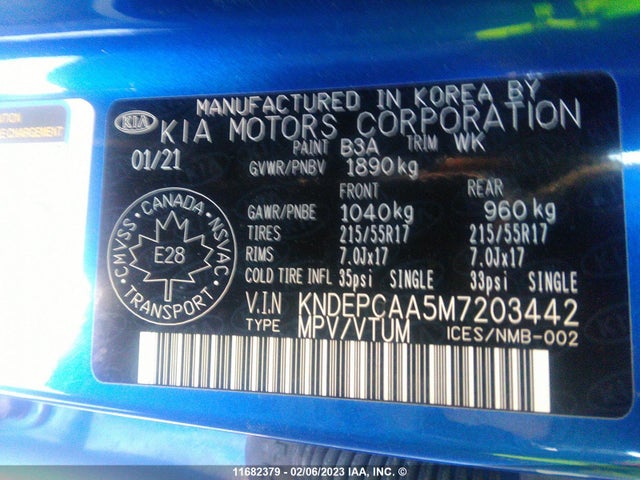 TION
E CHARGEMENT
MANUFACTURED IN KOREA BY
KIA KIA MOTORS CORPORATION
01/21 PAINT B3A TRIM WK
GVWR/PNBV 1890kg
FRONT REAR
GAWR/PNBE 1040kg 960kg
TIRES 215/55R17 215/55R17
RIMS 7.0Jx17 7.0Jx17
COLD TIRE INFL 35psi SINGLE 33psi SINGLE
CANADA • NSVAC • TRANSPORT • CMVSS •
E28
V.I.N KNDEPCAA5M7203442
TYPE MPV/VTUM ICES/NMB-002
11682379 - 02/06/2023 IAA, INC. ©